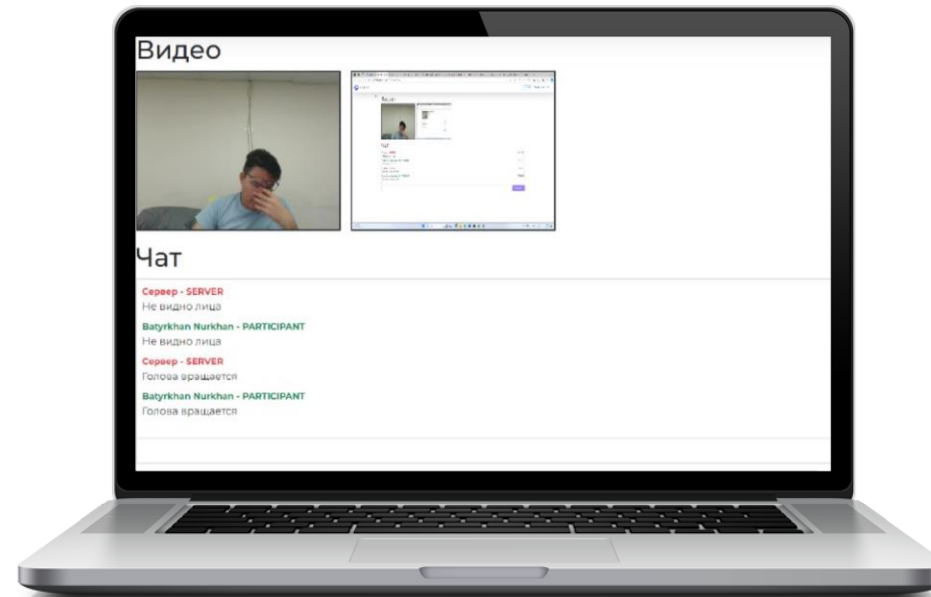 Видео
Чат
Сервер - SERVER
Не видно лица
Batyrkhan Nurkhan - PARTICIPANT
Не видно лица
Сервер - SERVER
Голова вращается
Batyrkhan Nurkhan - PARTICIPANT
Голова вращается